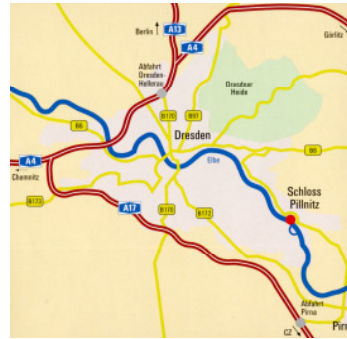 Berlin
A13
A4
Görlitz
Abfahrt
Dresden-
Hellerau
Dresdner
Heide
B170
B97
B6
Dresden
A4
Chemnitz
Elbe
B6
B173
A17
B170
B172
Schloss
Pillnitz
Abfahrt
Pirna
CZ
Pirn